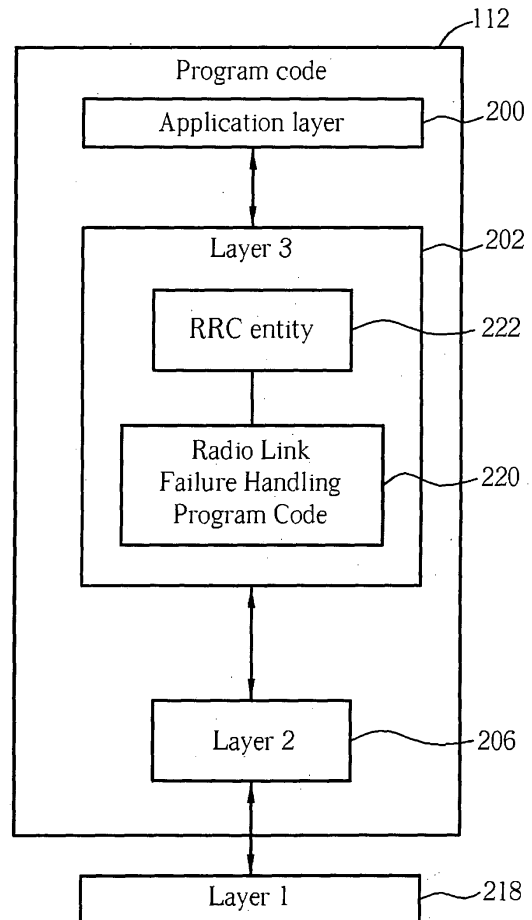 112
Program code
Application layer
200
Layer 3
202
RRC entity
222
Radio Link
Failure Handling
Program Code
220
Layer 2
206
Layer 1
218